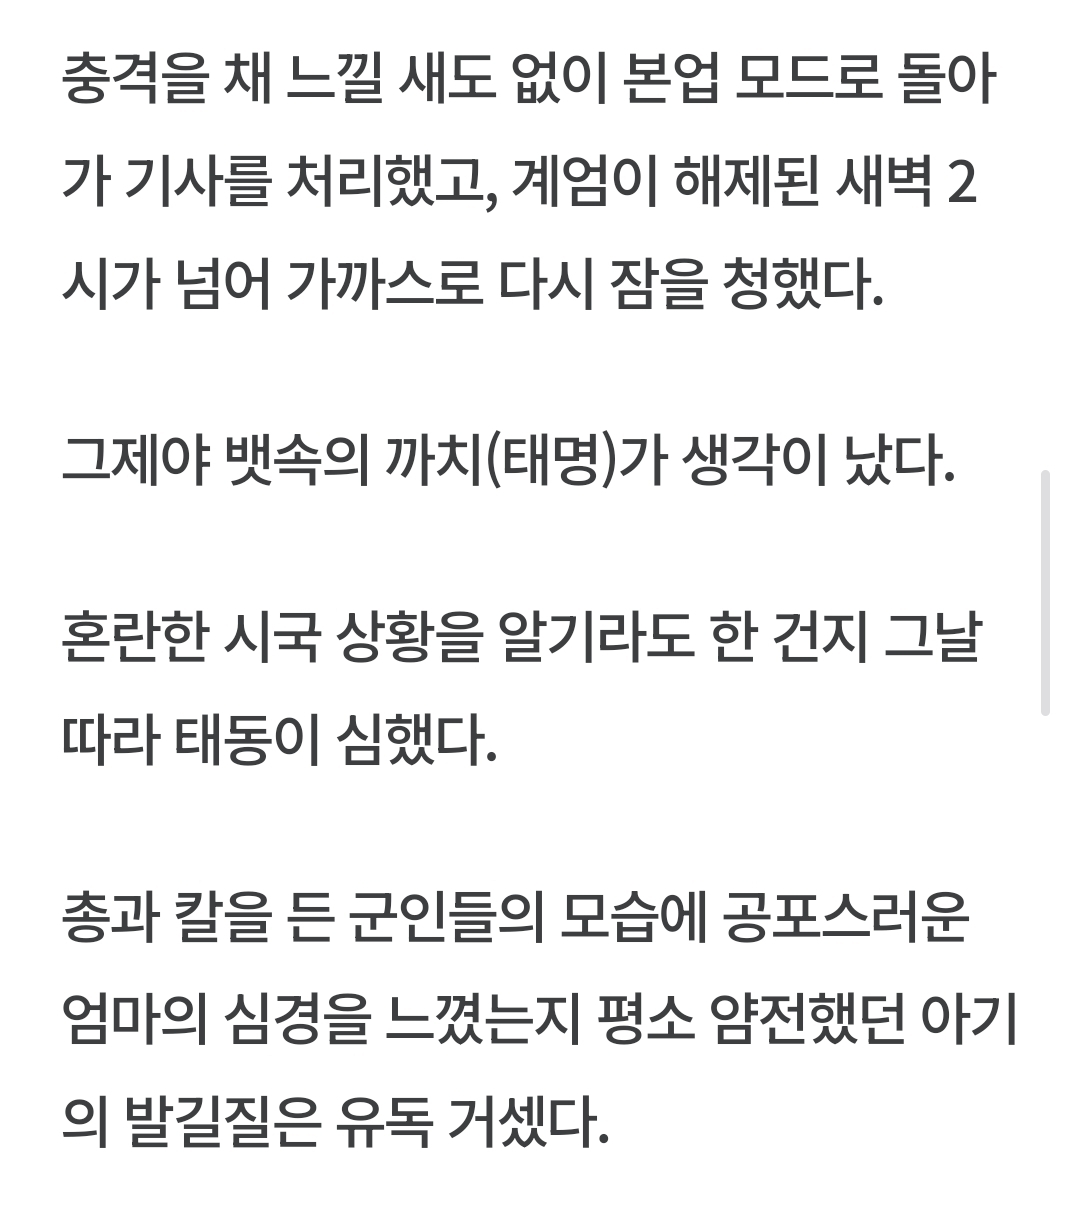 충격을 채 느낄 새도 없이 본업 모드로 돌아
가 기사를 처리했고, 계엄이 해제된 새벽 2
시가 넘어 가까스로 다시 잠을 청했다.
그제야 뱃속의 까치(태명)가 생각이 났다.
혼란한 시국 상황을 알기라도 한 건지 그날
따라 태동이 심했다.
총과 칼을 든 군인들의 모습에 공포스러운
엄마의 심경을 느꼈는지 평소 얌전했던 아기
의 발길질은 유독 거셌다.